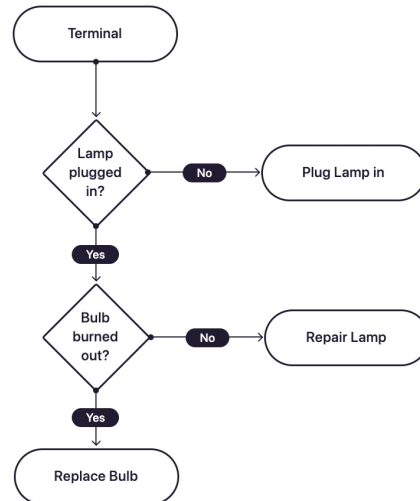 Terminal
Lamp
plugged
in?
No
Plug Lamp in
Yes
Bulb
burned
out?
No
Repair Lamp
Yes
Replace Bulb